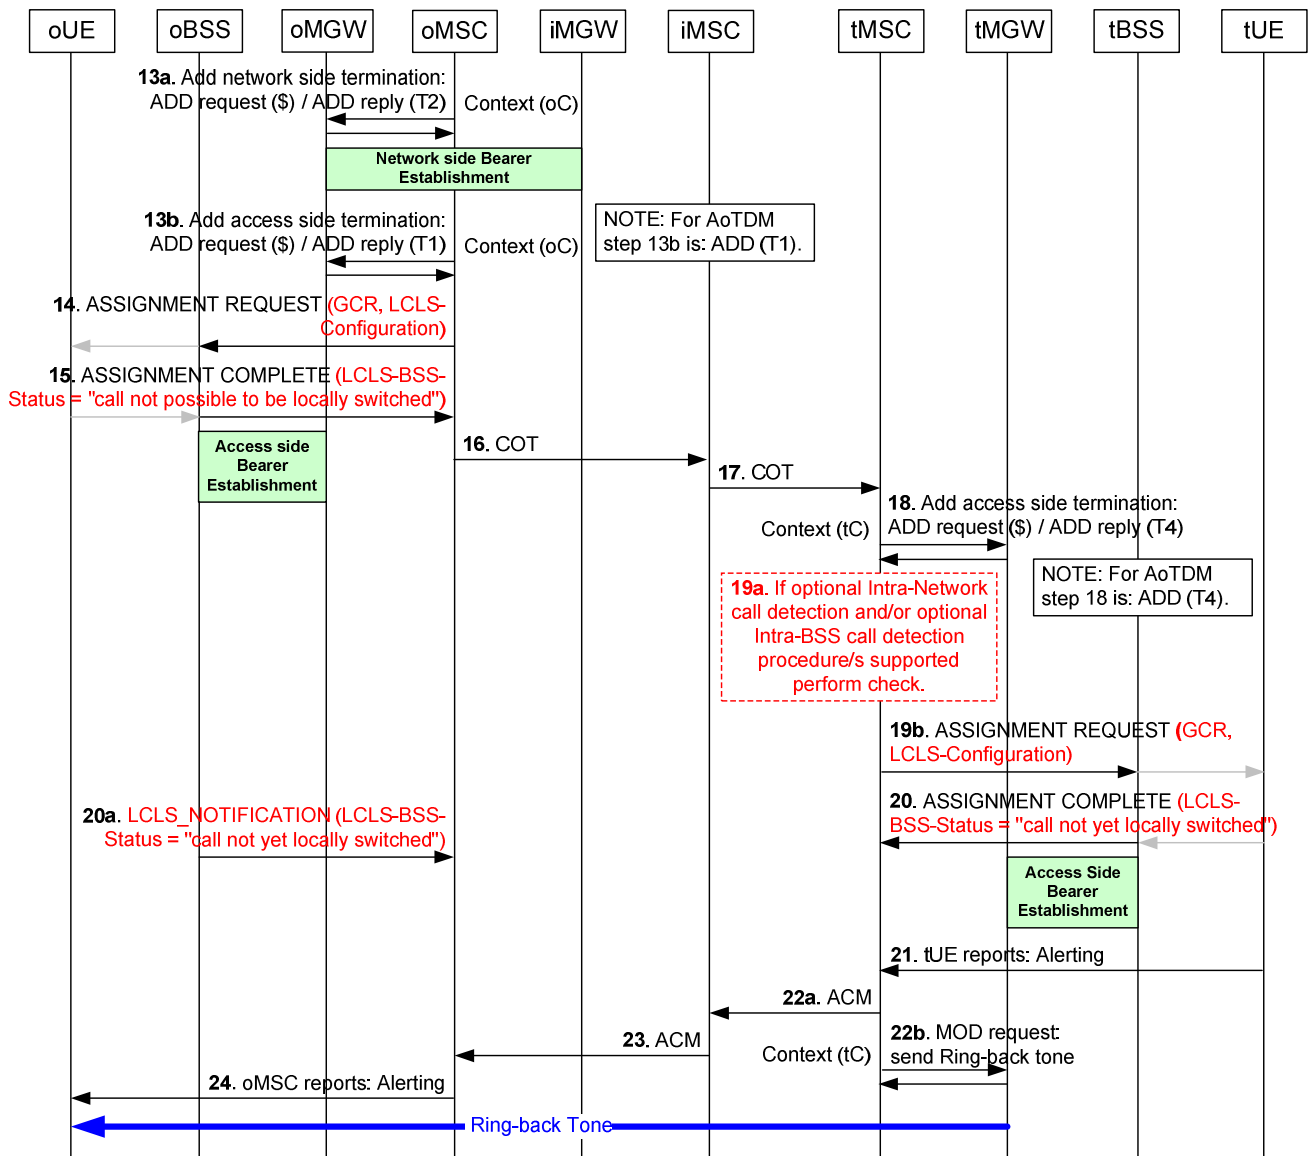 oUE oBSS oMGW oMSC iMGW iMSC tMSC tMGW tBSS tUE
13a. Add network side termination:
ADD request ($) / ADD reply (T2)
Context (oC)
Network side Bearer
Establishment
13b. Add access side termination:
ADD request ($) / ADD reply (T1)
Context (oC)
NOTE: For AoTDM
step 13b is: ADD (T1).
14. ASSIGNMENT REQUEST (GCR, LCLS-
Configuration)
15. ASSIGNMENT COMPLETE (LCLS-BSS-
Status = "call not possible to be locally switched")
Access side
Bearer
Establishment
16. COT
17. COT
18. Add access side termination:
ADD request ($) / ADD reply (T4)
Context (tC)
NOTE: For AoTDM
step 18 is: ADD (T4).
19a. If optional Intra-Network
call detection and/or optional
Intra-BSS call detection
procedure/s supported
perform check.
19b. ASSIGNMENT REQUEST (GCR,
LCLS-Configuration)
20a. LCLS_NOTIFICATION (LCLS-BSS-
Status = "call not yet locally switched")
20. ASSIGNMENT COMPLETE (LCLS-
BSS-Status = "call not yet locally switched")
Access Side
Bearer
Establishment
21. tUE reports: Alerting
22a. ACM
22b. MOD request:
send Ring-back tone
Context (tC)
23. ACM
24. oMSC reports: Alerting
Ring-back Tone